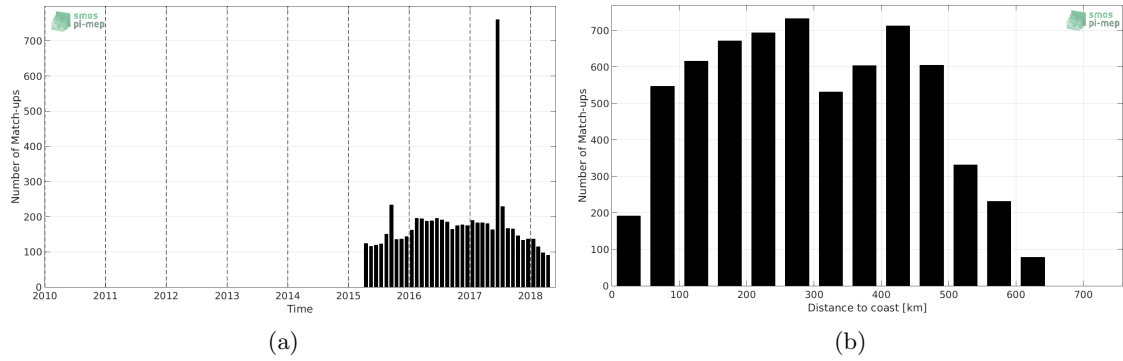 smos
pi-mep
Number of Match-ups
700
600
500
400
300
200
100
0
2010 2011 2012 2013 2014 2015 2016 2017 2018
Time
(a)
smos
pi-mep
Number of Match-ups
700
600
500
400
300
200
100
0
0 100 200 300 400 500 600 700
Distance to coast [km]
(b)